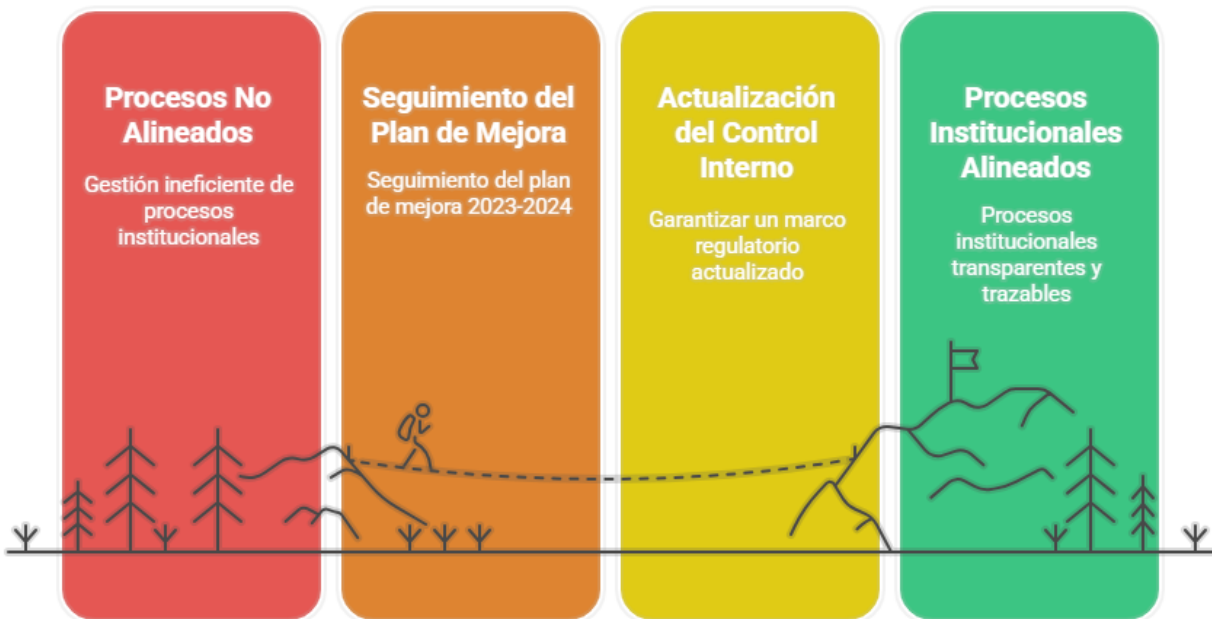 Procesos No
Alineados
Gestión ineficiente de
procesos
institucionales
Seguimiento del
Plan de Mejora
Seguimiento del plan
de mejora 2023-2024
Actualización
del Control
Interno
Garantizar un marco
regulatorio
actualizado
Procesos
Institucionales
Alineados
Procesos
institucionales
transparentes y
trazables